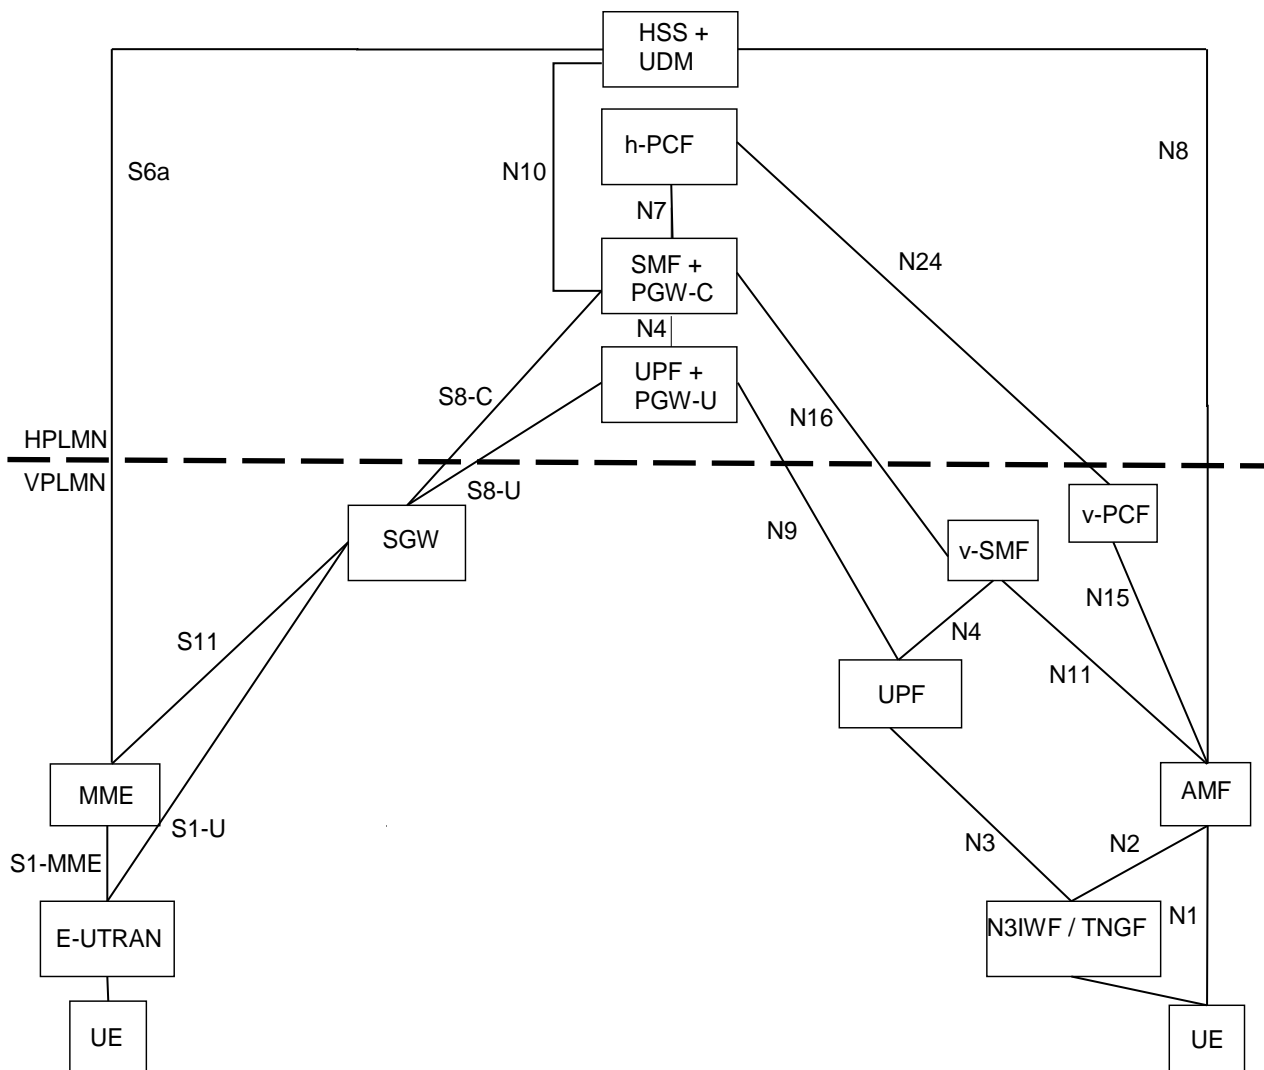 HSS +
UDM
h-PCF
S6a
N10
N8
N7
SMF +
PGW-C
N24
N4
UPF +
PGW-U
S8-C
N16
HPLMN
VPLMN
S8-U
v-PCF
SGW
N9
v-SMF
N15
S11
N4
N11
UPF
MME
AMF
S1-U
S1-MME
N3
N2
N1
E-UTRAN
N3IWF / TNGF
UE
UE